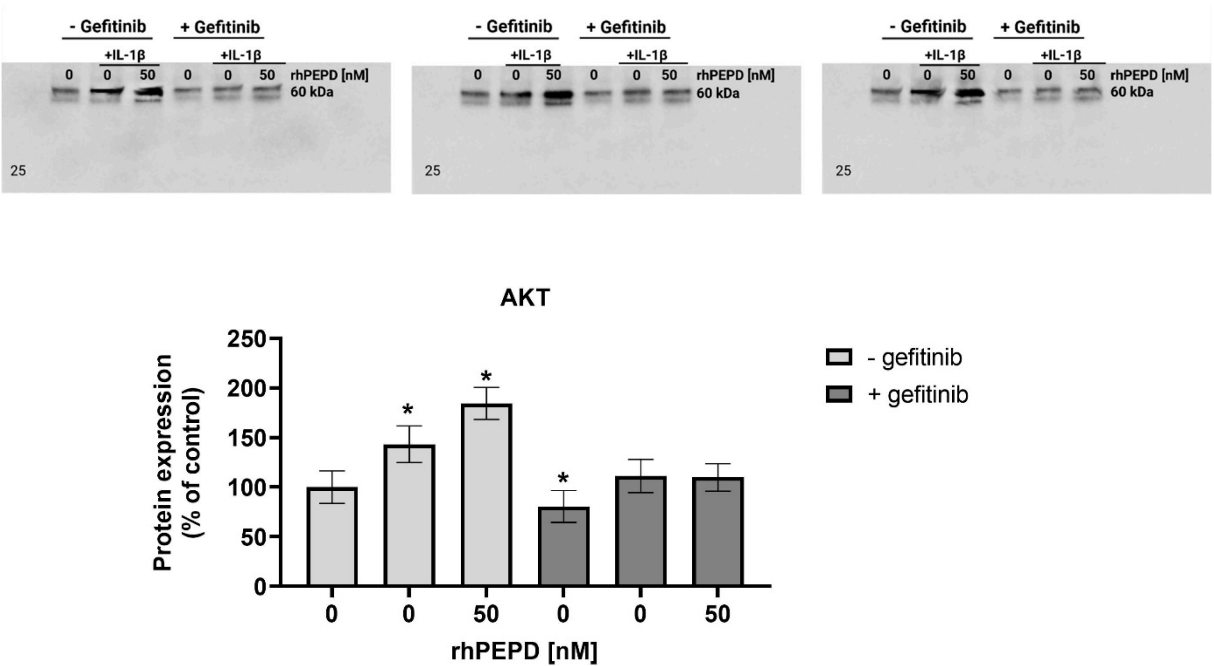 - Gefitinib + Gefitinib
+IL-1β +IL-1β
0 0 50 0 0 50 rhPEPD [nM]
60 kDa
25
- Gefitinib + Gefitinib
+IL-1β +IL-1β
0 0 50 0 0 50 rhPEPD [nM]
60 kDa
25
- Gefitinib + Gefitinib
+IL-1β +IL-1β
0 0 50 0 0 50 rhPEPD [nM]
60 kDa
25
AKT
Protein expression
(% of control)
250
200
150
100
50
0
* * *
0 0 50 0 0 50
rhPEPD [nM]
- gefitinib
+ gefitinib